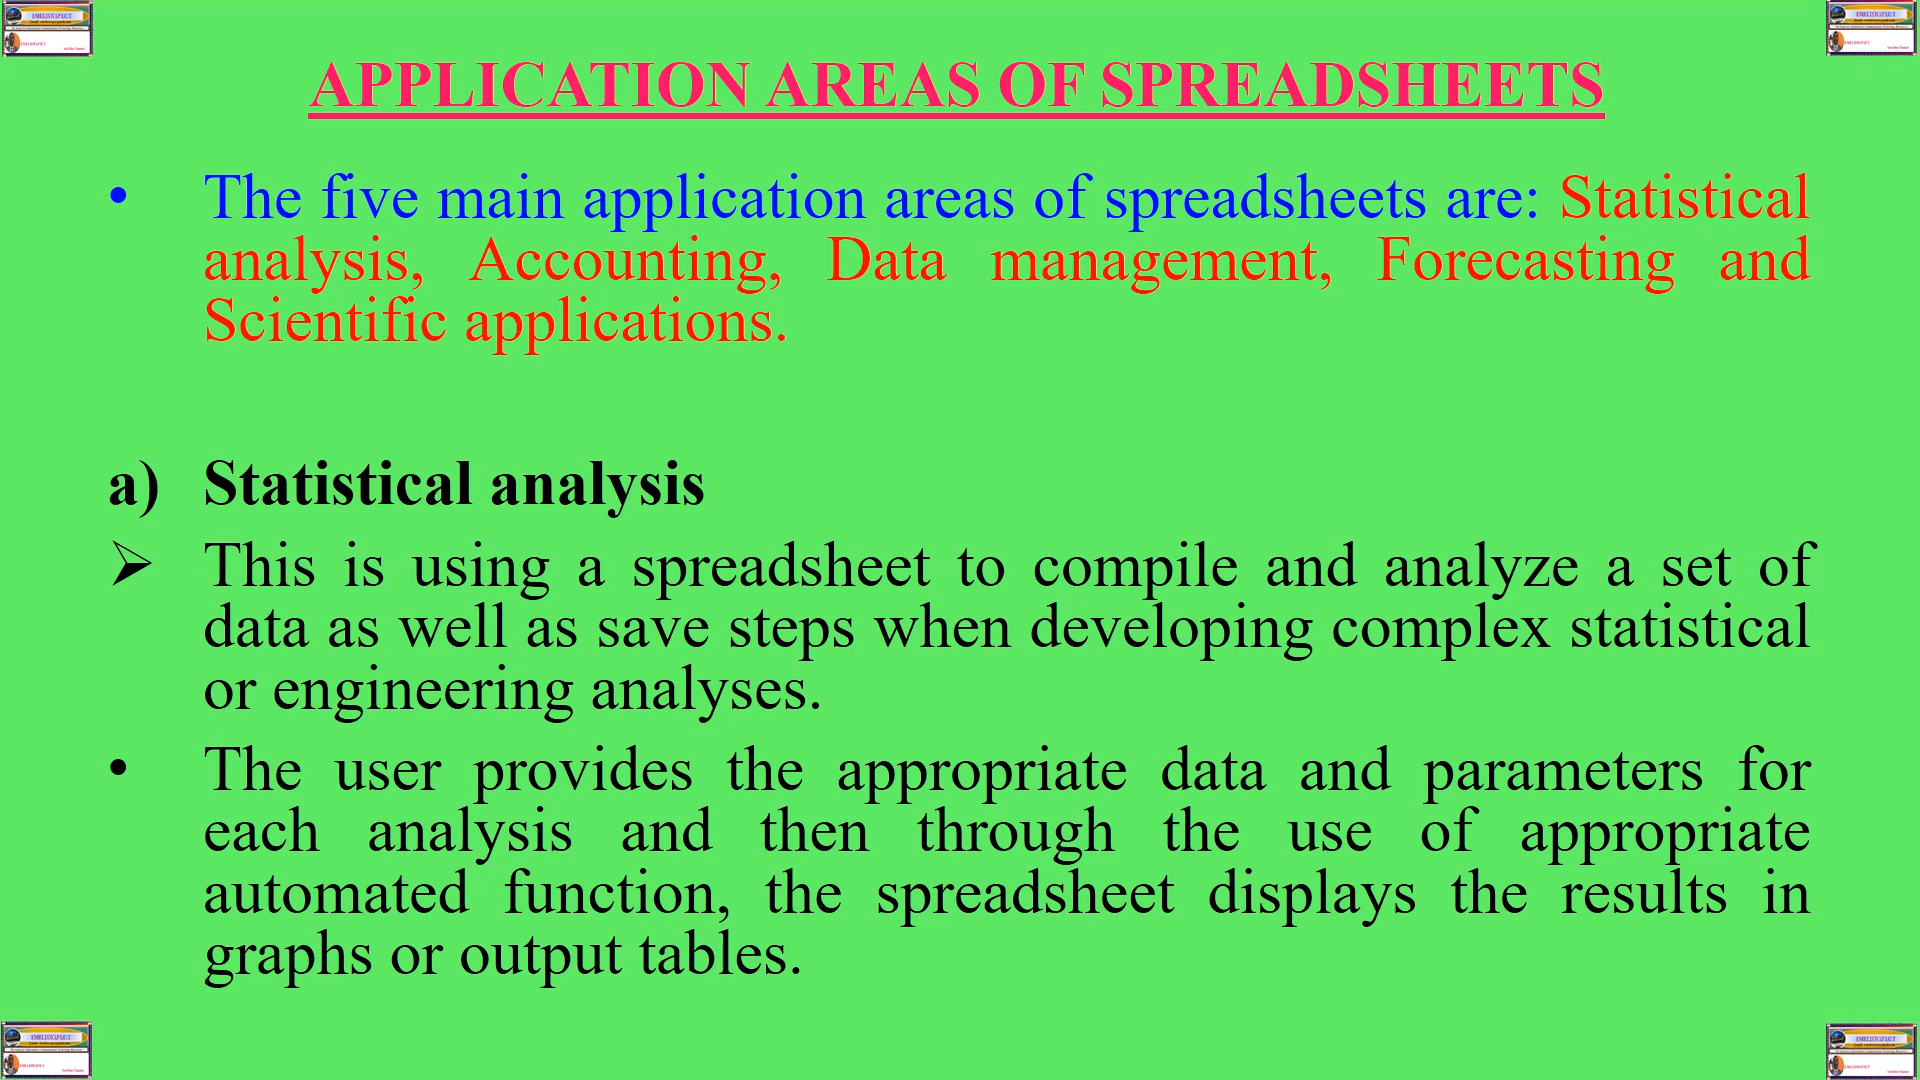 APPLICATION AREAS OF SPREADSHEETS
• The five main application areas of spreadsheets are: Statistical
analysis, Accounting, Data management, Forecasting and
Scientific applications.
a) Statistical analysis
➢ This is using a spreadsheet to compile and analyze a set of
data as well as save steps when developing complex statistical
or engineering analyses.
• The user provides the appropriate data and parameters for
each analysis and then through the use of appropriate
automated function, the spreadsheet displays the results in
graphs or output tables.